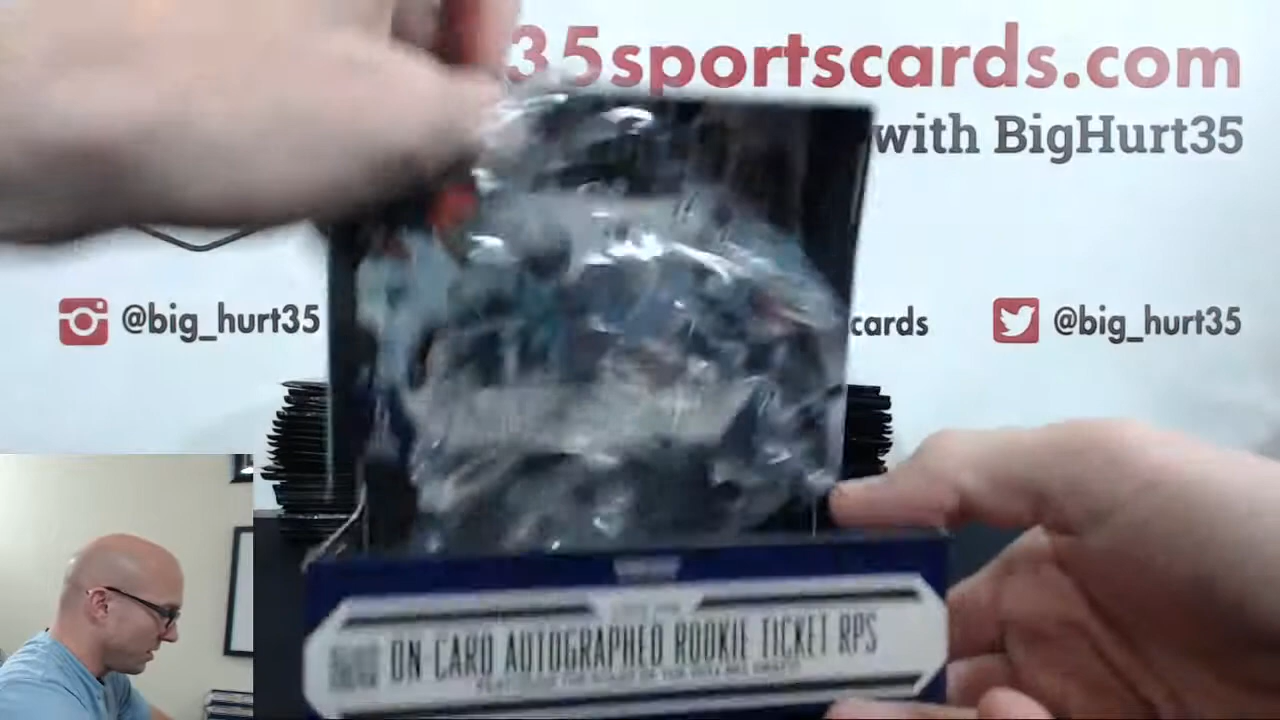 35sportscards.com
with BigHurt35
@big_hurt35
cards
@big_hurt35
ON-CARD AUTOGRAPHED ROOKIE TICKET RPS